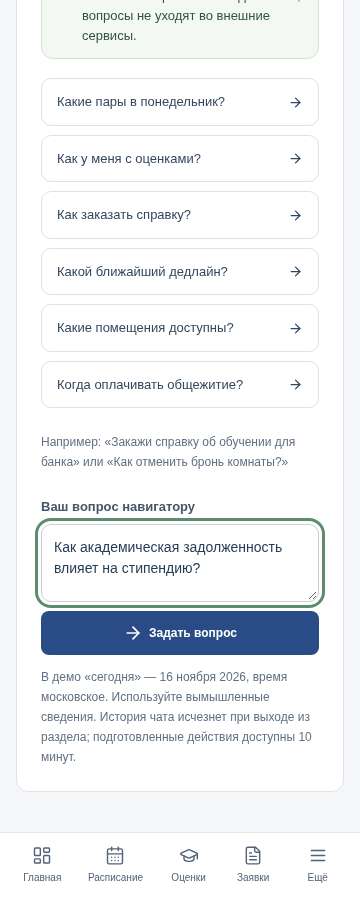 вопросы не уходят во внешние
сервисы.
Какие пары в понедельник?
Как у меня с оценками?
Как заказать справку?
Какой ближайший дедлайн?
Какие помещения доступны?
Когда оплачивать общежитие?
Например: «Закажи справку об обучении для
банка» или «Как отменить бронь комнаты?»
Ваш вопрос навигатору
Как академическая задолженность
влияет на стипендию?
Задать вопрос
В демо «сегодня» — 16 ноября 2026, время
московское. Используйте вымышленные
сведения. История чата исчезнет при выходе из
раздела; подготовленные действия доступны 10
минут.
Главная
Расписание
Оценки
Заявки
Ещё